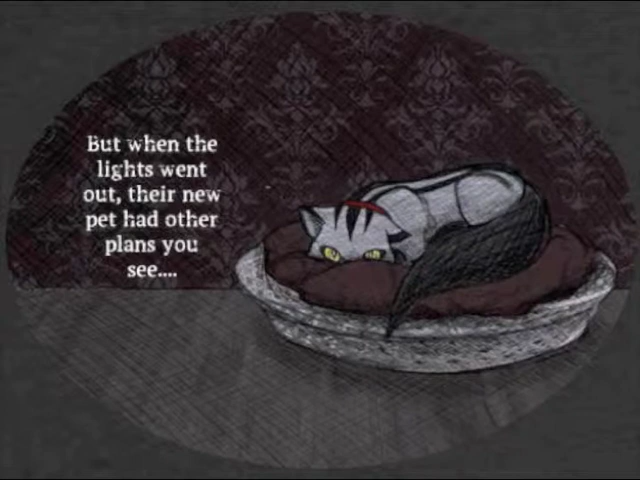 But when the
lights went
out, their new
pet had other
plans you
see....